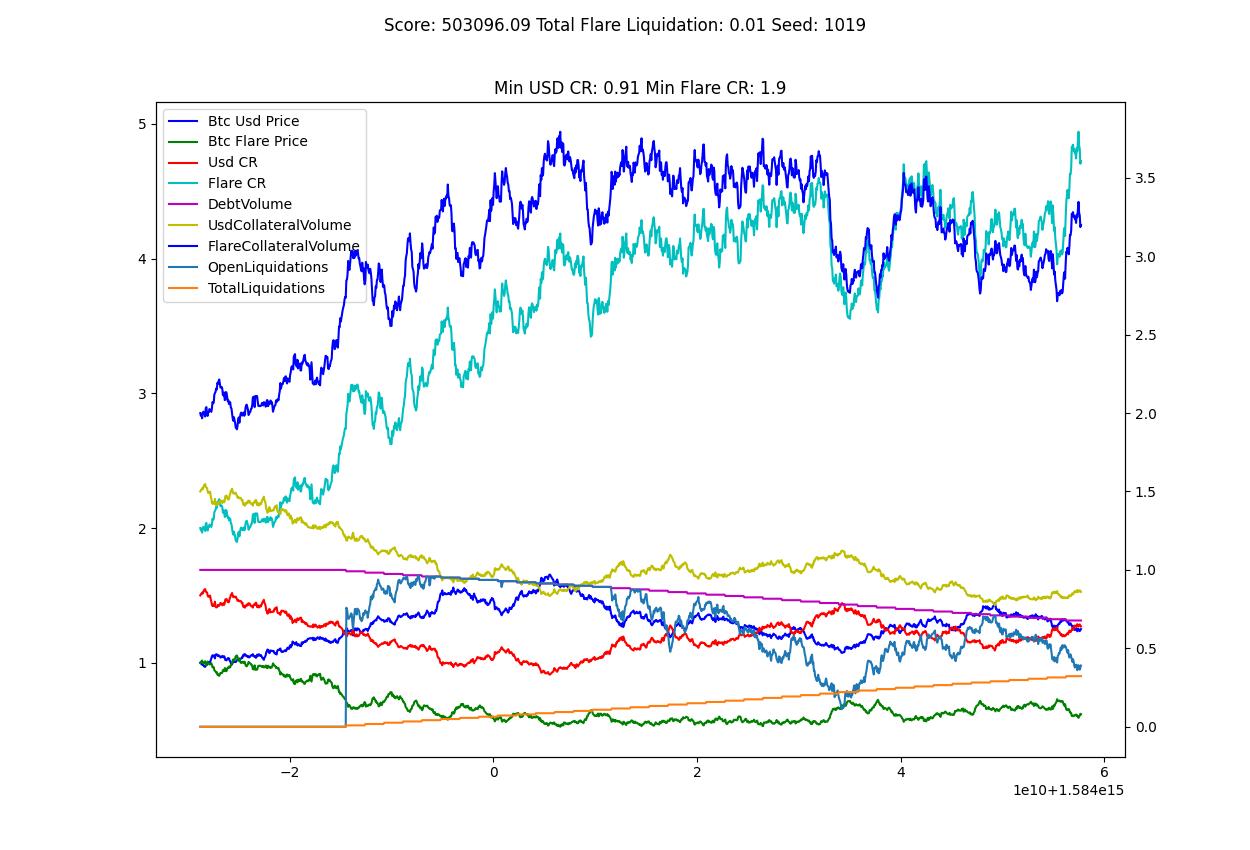 Score: 503096.09 Total Flare Liquidation: 0.01 Seed: 1019
Min USD CR: 0.91 Min Flare CR: 1.9
Btc Usd Price
Btc Flare Price
Usd CR
Flare CR
DebtVolume
UsdCollateralVolume
FlareCollateralVolume
OpenLiquidations
TotalLiquidations
5
4
3
2
1
3.5
3.0
2.5
2.0
1.5
1.0
0.5
0.0
−2 0 2 4 6
1e10+1.584e15